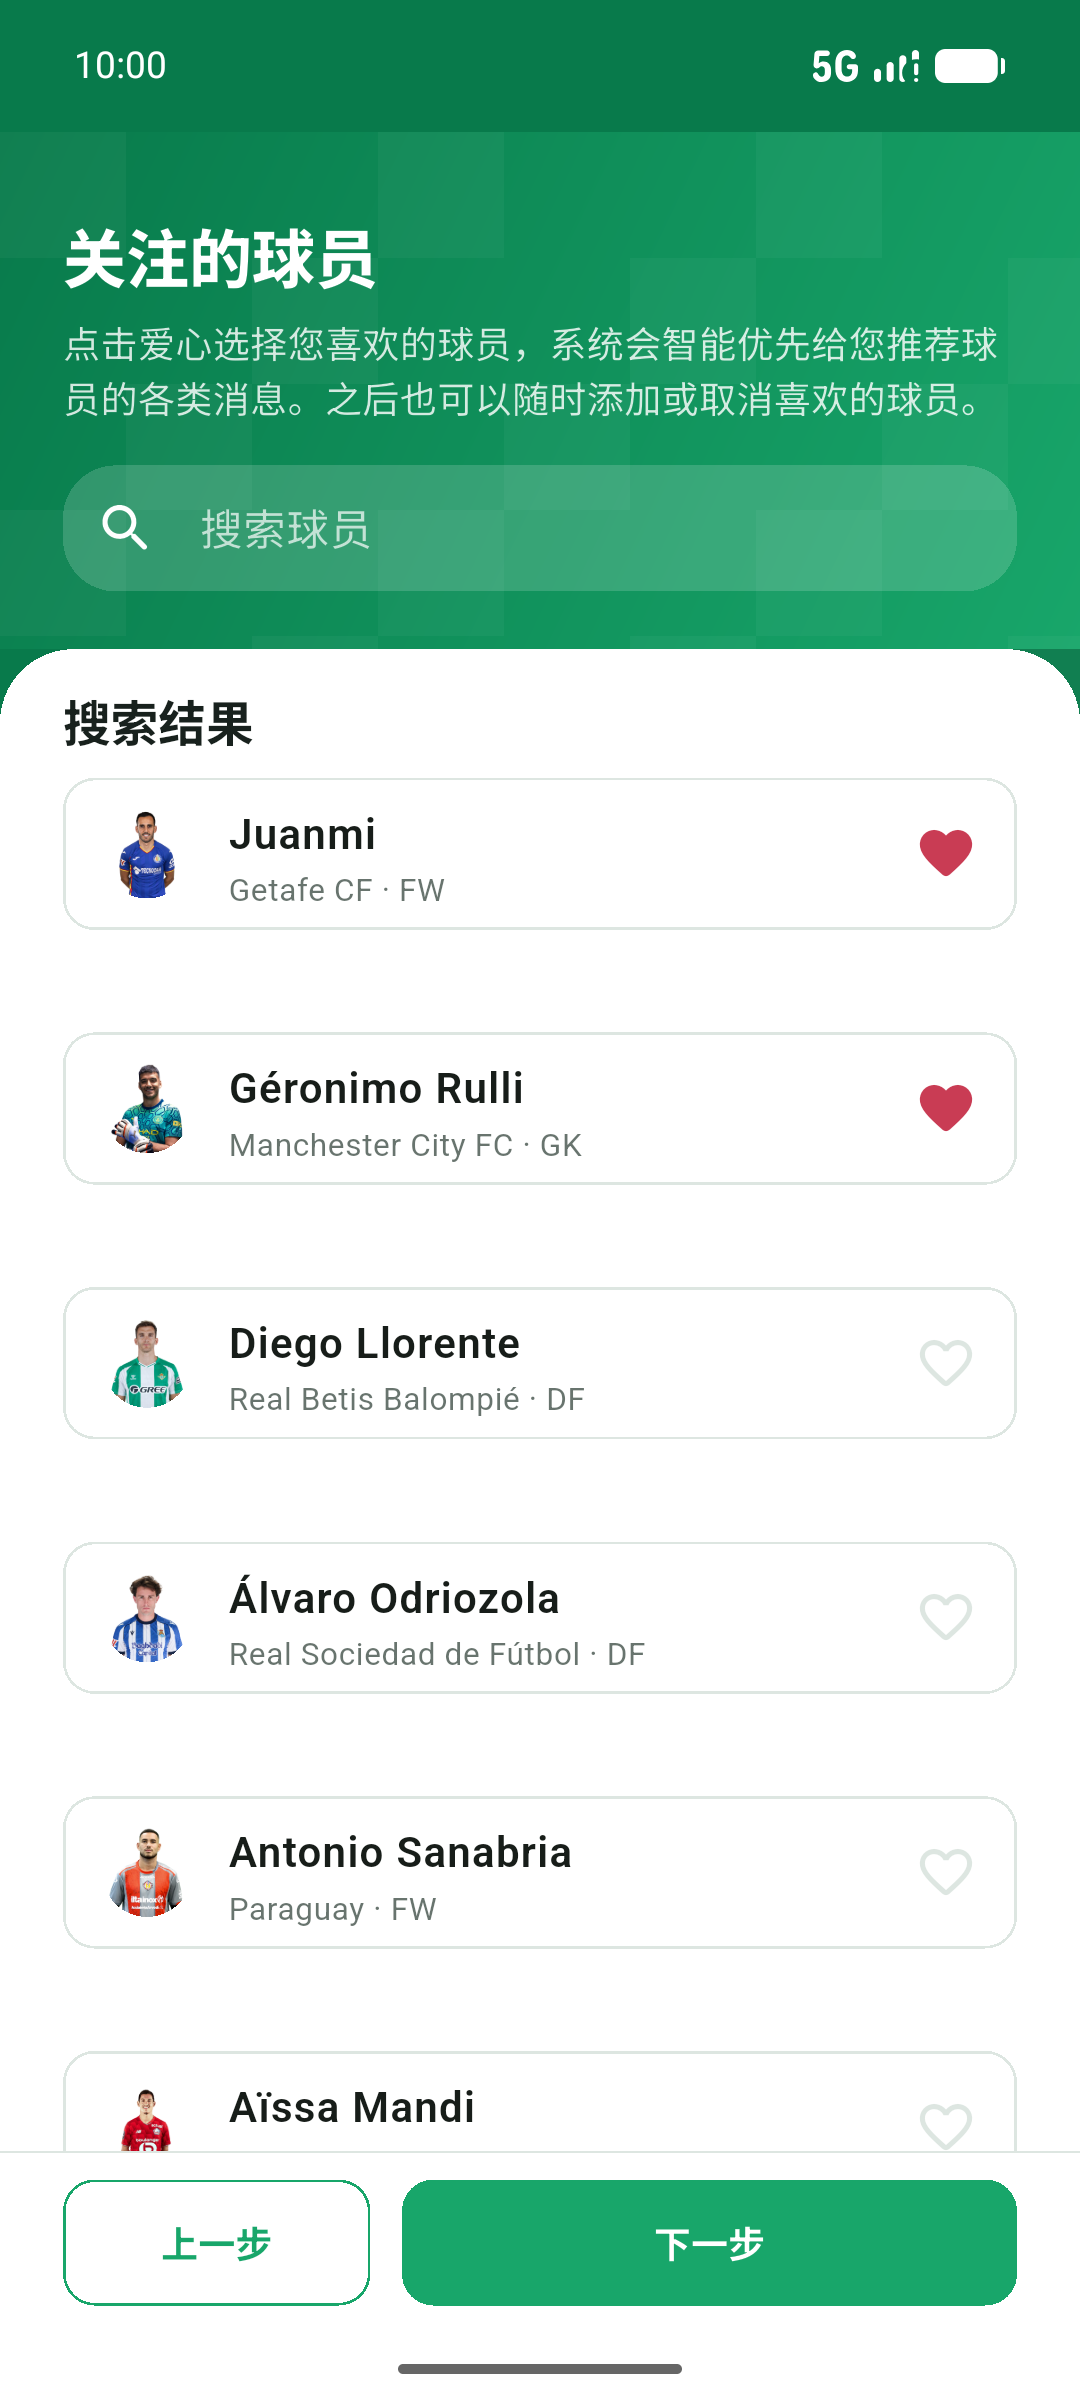 10:00
5G
关注的球员
点击爱心选择您喜欢的球员，系统会智能优先给您推荐球
员的各类消息。之后也可以随时添加或取消喜欢的球员。
搜索球员
搜索结果
Juanmi
Getafe CF · FW
Géronimo Rulli
Manchester City FC · GK
Diego Llorente
Real Betis Balompié · DF
GREE
Álvaro Odriozola
Real Sociedad de Fútbol · DF
Antonio Sanabria
Paraguay · FW
Aïssa Mandi
上一步
下一步